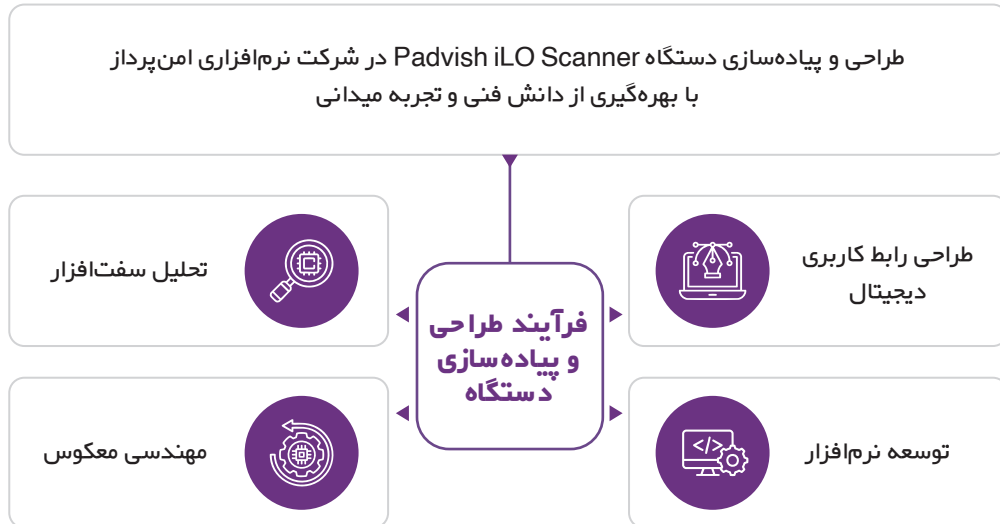 طراحی و پیاده‌سازی دستگاه Padvish iLO Scanner در شرکت نرم‌افزاری امن‌پرداز
با بهره‌گیری از دانش فنی و تجربه میدانی
طراحی رابط کاربری
دیجیتال
تحلیل سفت‌افزار
فرآیند طراحی
و پیاده‌سازی
دستگاه
توسعه نرم‌افزار
مهندسی معکوس